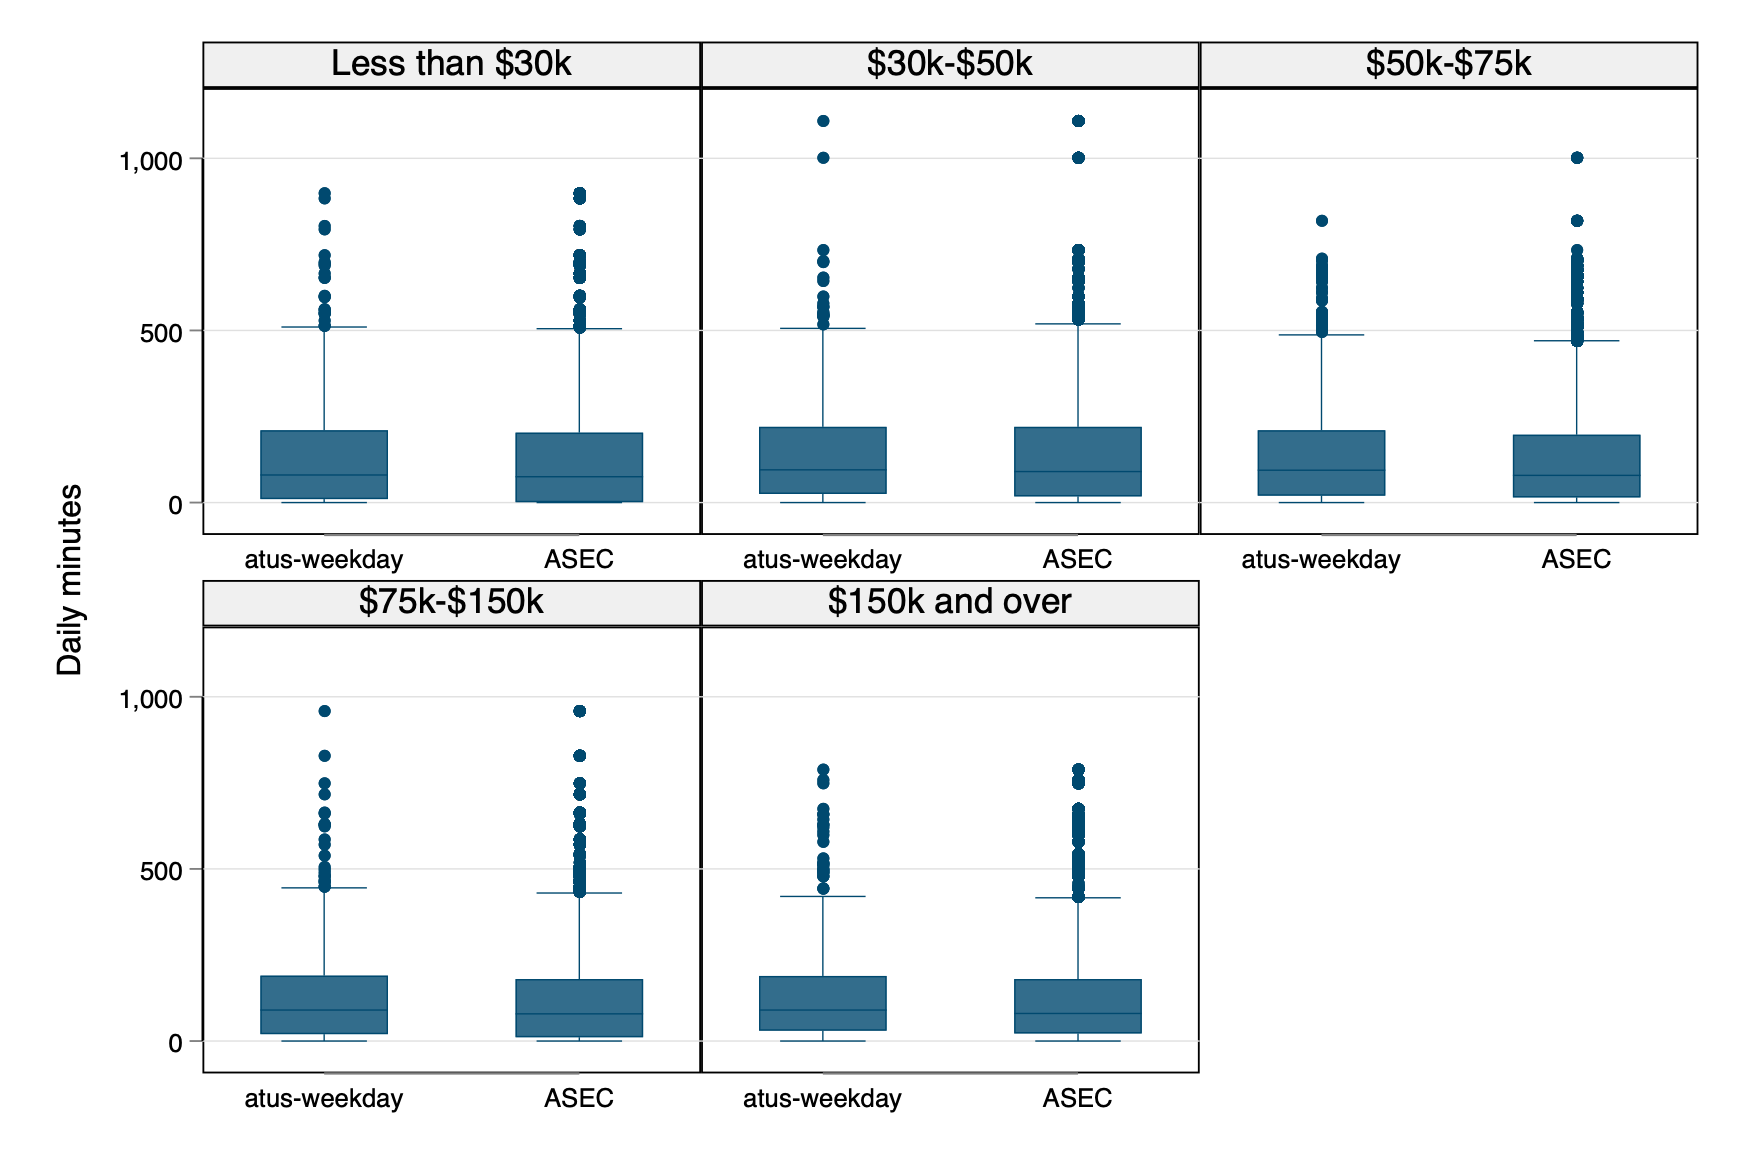 Less than $30k
$30k-$50k
$50k-$75k
1,000
500
0
atus-weekday
ASEC
atus-weekday
ASEC
atus-weekday
ASEC
Daily minutes
$75k-$150k
$150k and over
1,000
500
0
atus-weekday
ASEC
atus-weekday
ASEC